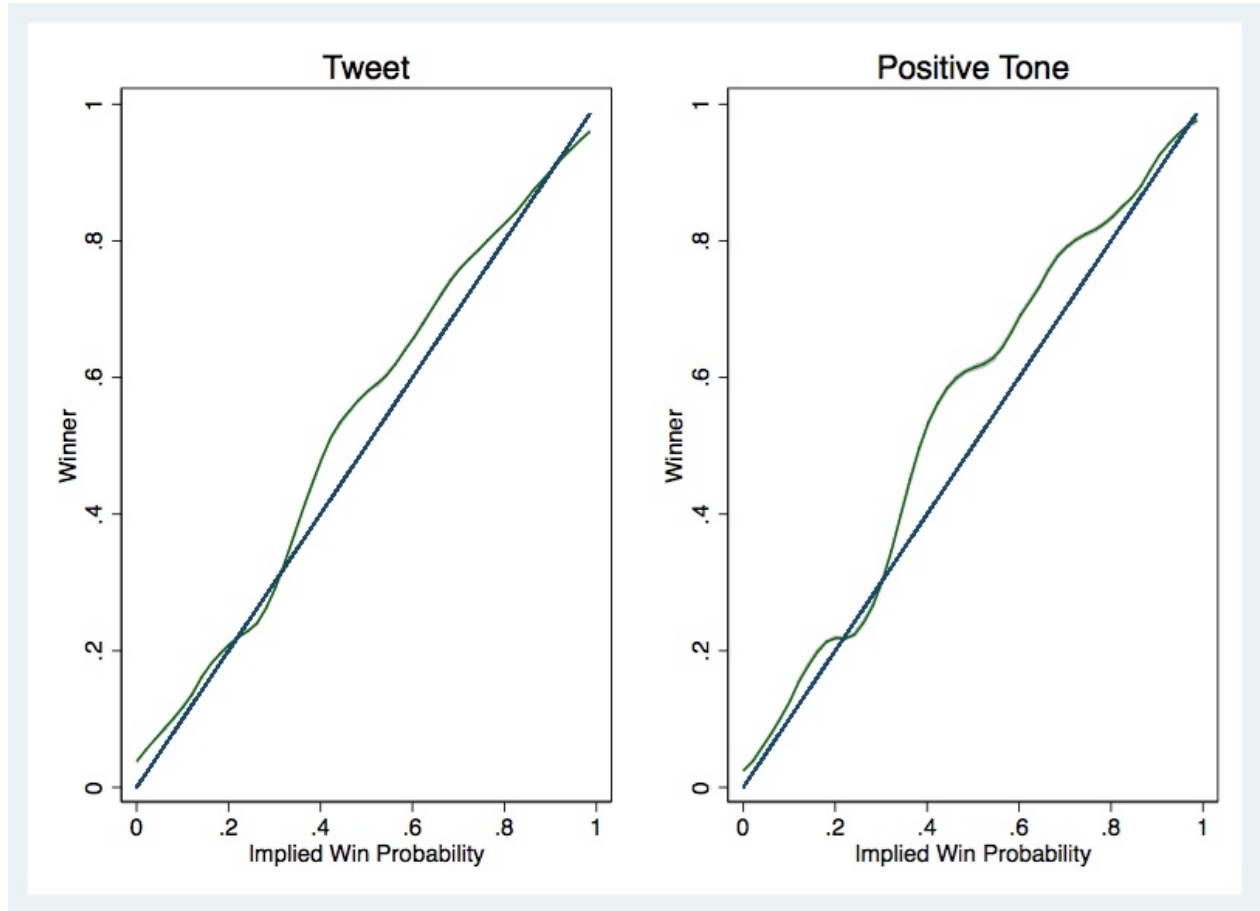 Tweet
Winner
0
.2
.4
.6
.8
1
0 .2 .4 .6 .8 1
Implied Win Probability
Positive Tone
Winner
0
.2
.4
.6
.8
1
0 .2 .4 .6 .8 1
Implied Win Probability